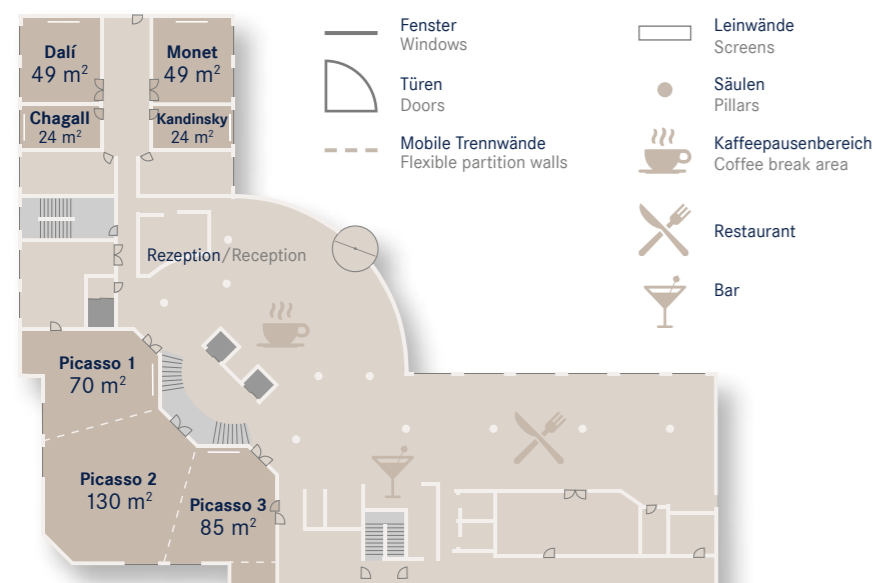 Dalí
49 m²
Monet
49 m²
Chagall
24 m²
Kandinsky
24 m²
Rezeption/Reception
Picasso 1
70 m²
Picasso 2
130 m²
Picasso 3
85 m²
Fenster
Windows
Türen
Doors
Mobile Trennwände
Flexible partition walls
Leinwände
Screens
Säulen
Pillars
Kaffeepausenbereich
Coffee break area
Restaurant
Bar